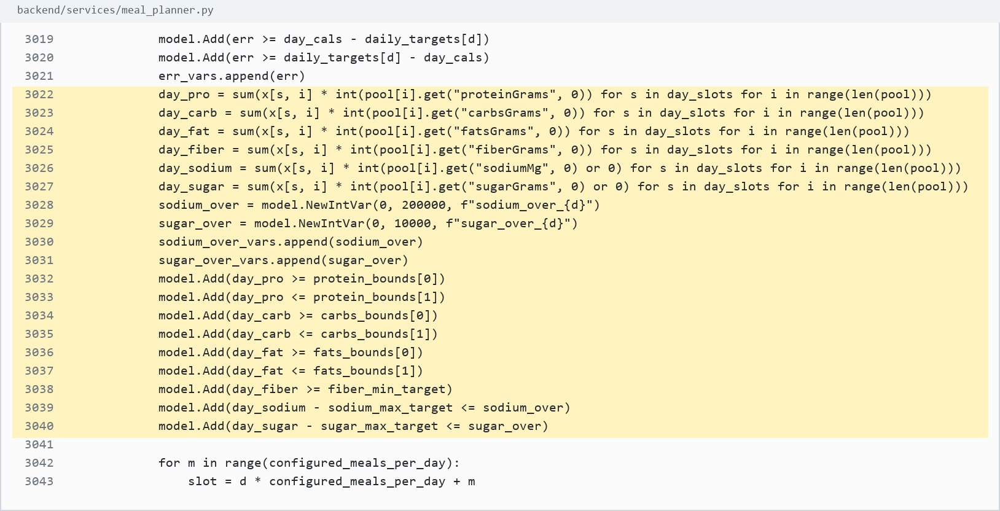 backend/services/meal_planner.py
3019 model.Add(err >= day_cals - daily_targets[d])
3020 model.Add(err >= daily_targets[d] - day_cals)
3021 err_vars.append(err)
3022 day_pro = sum(x[s, i] * int(pool[i].get("proteinGrams", 0)) for s in day_slots for i in range(len(pool)))
3023 day_carb = sum(x[s, i] * int(pool[i].get("carbsGrams", 0)) for s in day_slots for i in range(len(pool)))
3024 day_fat = sum(x[s, i] * int(pool[i].get("fatsGrams", 0)) for s in day_slots for i in range(len(pool)))
3025 day_fiber = sum(x[s, i] * int(pool[i].get("fiberGrams", 0)) for s in day_slots for i in range(len(pool)))
3026 day_sodium = sum(x[s, i] * int(pool[i].get("sodiumMg", 0) or 0) for s in day_slots for i in range(len(pool)))
3027 day_sugar = sum(x[s, i] * int(pool[i].get("sugarGrams", 0) or 0) for s in day_slots for i in range(len(pool)))
3028 sodium_over = model.NewIntVar(0, 200000, f"sodium_over_{d}")
3029 sugar_over = model.NewIntVar(0, 10000, f"sugar_over_{d}")
3030 sodium_over_vars.append(sodium_over)
3031 sugar_over_vars.append(sugar_over)
3032 model.Add(day_pro >= protein_bounds[0])
3033 model.Add(day_pro <= protein_bounds[1])
3034 model.Add(day_carb >= carbs_bounds[0])
3035 model.Add(day_carb <= carbs_bounds[1])
3036 model.Add(day_fat >= fats_bounds[0])
3037 model.Add(day_fat <= fats_bounds[1])
3038 model.Add(day_fiber >= fiber_min_target)
3039 model.Add(day_sodium - sodium_max_target <= sodium_over)
3040 model.Add(day_sugar - sugar_max_target <= sugar_over)
3041
3042 for m in range(configured_meals_per_day):
3043 slot = d * configured_meals_per_day + m